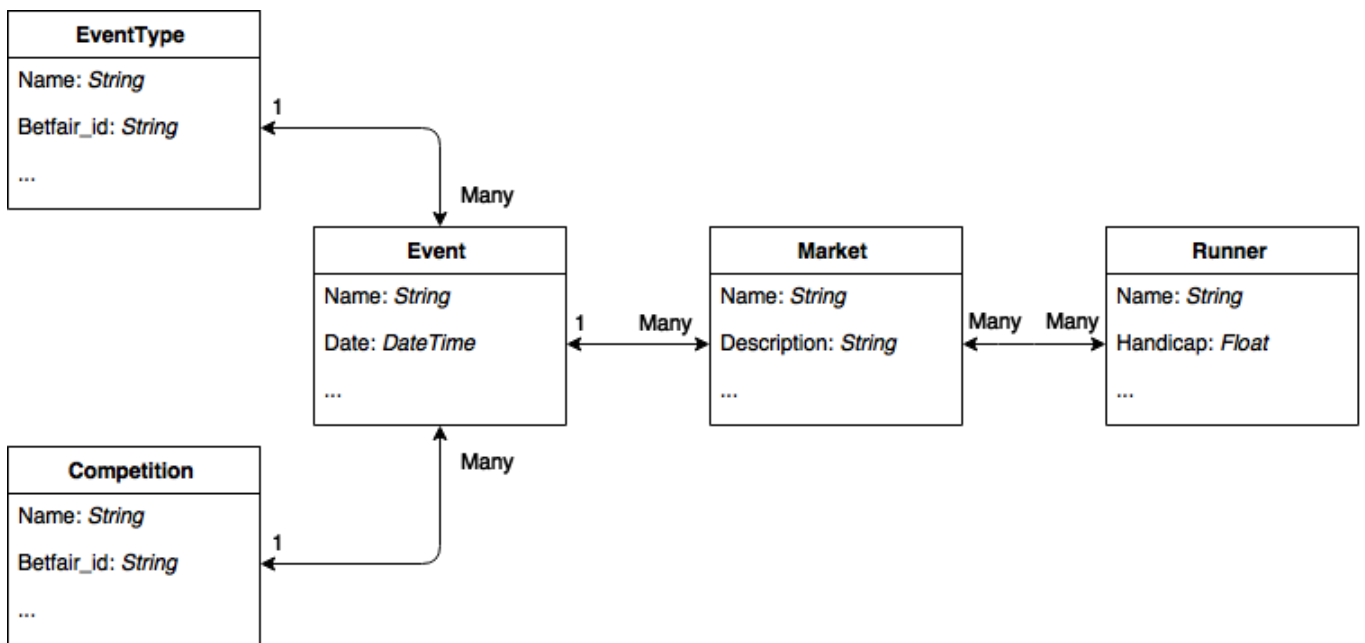 EventType
Name: String
Betfair_id: String
...
1
Many
Event
Name: String
Date: DateTime
...
1
Many
Market
Name: String
Description: String
...
Many
Many
Runner
Name: String
Handicap: Float
...
Many
Competition
Name: String
Betfair_id: String
...
1